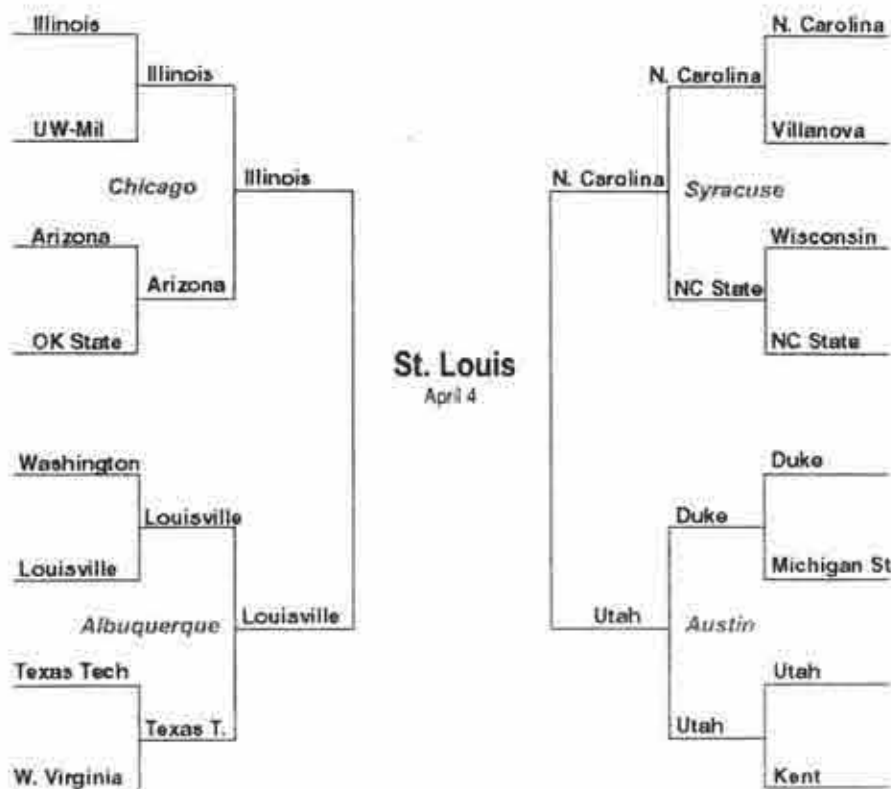 Illinois
Illinois
UW-Mil
Chicago
Illinois
Arizona
Arizona
OK State
Washington
Louisville
Louisville
Albuquerque
Louisville
Texas Tech
Texas T.
W. Virginia
St. Louis
April 4
N. Carolina
N. Carolina
Villanova
N. Carolina
Syracuse
Wisconsin
NC State
NC State
Duke
Duke
Michigan St
Utah
Austin
Utah
Utah
Kent